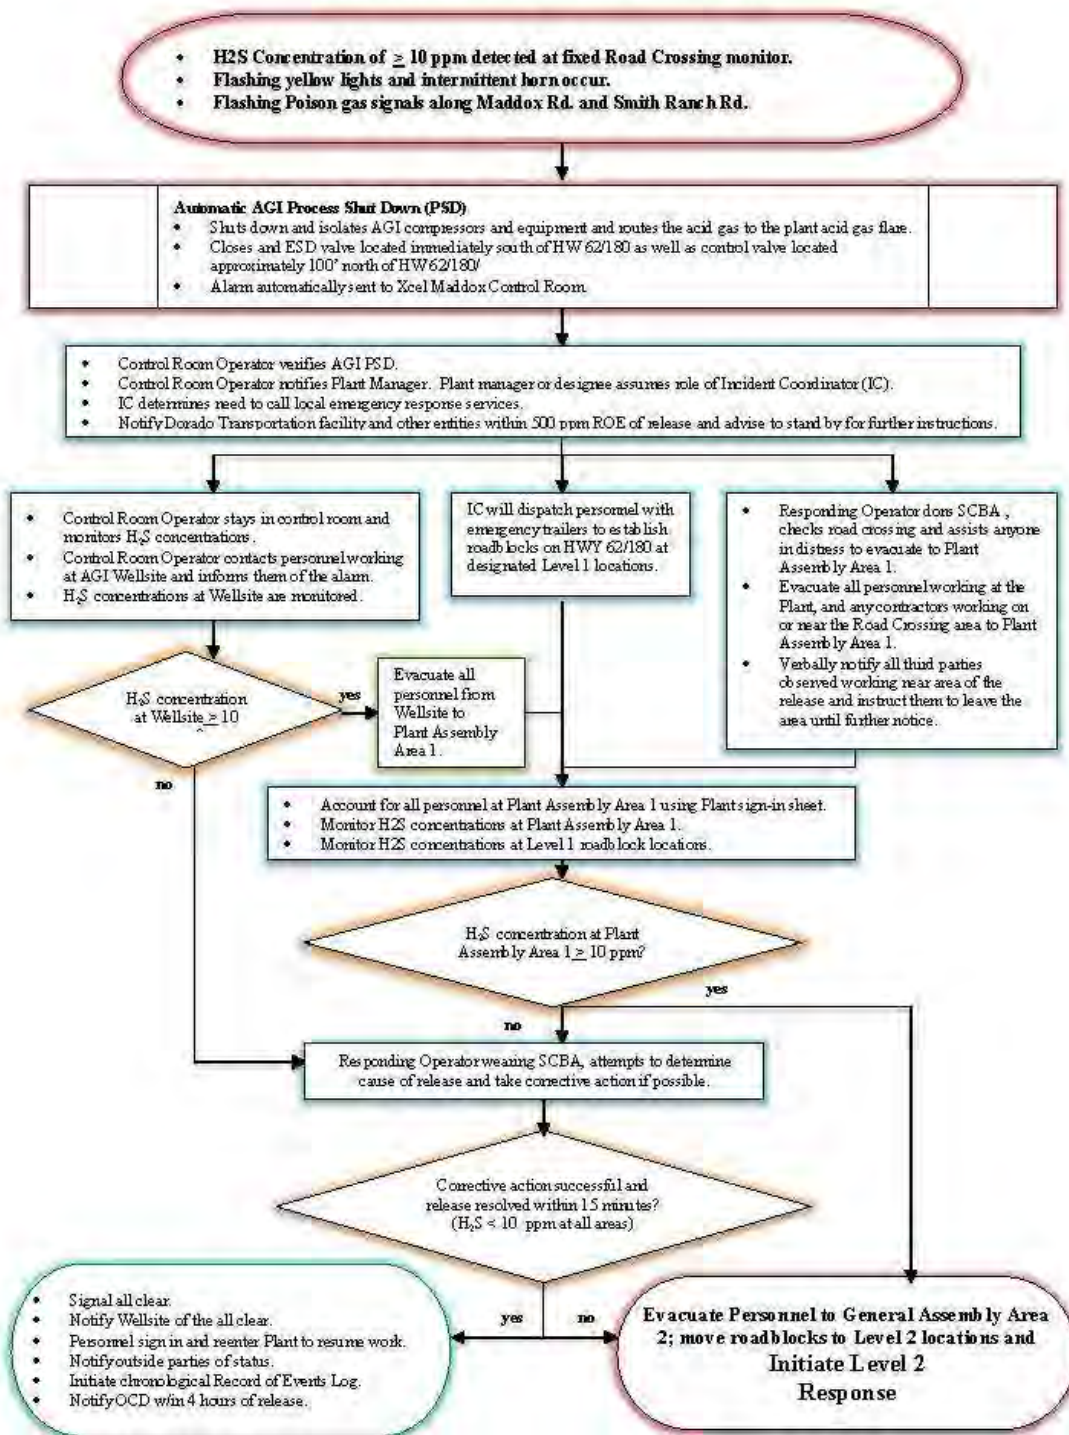 • H2S Concentration of ≥ 10 ppm detected at fixed Road Crossing monitor.
• Flashing yellow lights and intermittent horn occur.
• Flashing Poison gas signals along Maddox Rd. and Smith Ranch Rd.
Automatic AGI Process Shut Down (PSD)
• Shuts down and isolates AGI compressors and equipment and routes the acid gas to the plant acid gas flare.
• Closes and ESD valve located immediately south of HW 62/180 as well as control valve located
approximately 100' north of HW 62/180/
• Alarm automatically sent to Xcel Maddox Control Room
• Control Room Operator verifies AGI PSD.
• Control Room Operator notifies Plant Manager. Plant manager or designee assumes role of Incident Coordinator (IC).
• IC determines need to call local emergency response services.
• Notify Dorado Transportation facility and other entities within 500 ppm ROE of release and advise to stand by for further instructions.
• Control Room Operator stays in control room and
monitors H₂S concentrations.
• Control Room Operator contacts personnel working
at AGI Wellsite and informs them of the alarm.
• H₂S concentrations at Wellsite are monitored.
IC will dispatch personnel with
emergency trailers to establish
roadblocks on HWY 62/180 at
designated Level 1 locations.
• Responding Operator dons SCBA ,
checks road crossing and assists anyone
in distress to evacuate to Plant
Assembly Area 1.
• Evacuate all personnel working at the
Plant, and any contractors working on
or near the Road Crossing area to Plant
Assembly Area 1.
• Verbally notify all third parties
observed working near area of the
release and instruct them to leave the
area until further notice.
H₂S concentration
at Wellsite ≥ 10
yes
no
Evacuate all
personnel from
Wellsite to
Plant Assembly
Area 1.
• Account for all personnel at Plant Assembly Area 1 using Plant sign-in sheet.
• Monitor H2S concentrations at Plant Assembly Area 1.
• Monitor H2S concentrations at Level 1 roadblock locations.
H₂S concentration at Plant
Assembly Area 1 ≥ 10 ppm?
yes
no
Responding Operator wearing SCBA, attempts to determine
cause of release and take corrective action if possible.
Corrective action successful and
release resolved within 15 minutes?
(H₂S < 10 ppm at all areas)
yes
no
• Signal all clear.
• Notify Wellsite of the all clear.
• Personnel sign in and reenter Plant to resume work.
• Notify outside parties of status.
• Initiate chronological Record of Events Log.
• Notify OCD w/in 4 hours of release.
Evacuate Personnel to General Assembly Area
2; move roadblocks to Level 2 locations and
Initiate Level 2
Response